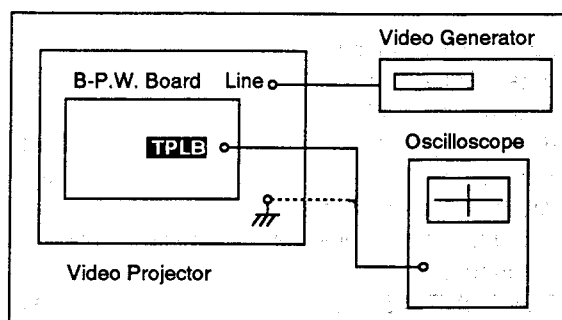 Video Generator
B-P.W. Board
Line
TPLB
Oscilloscope
Video Projector